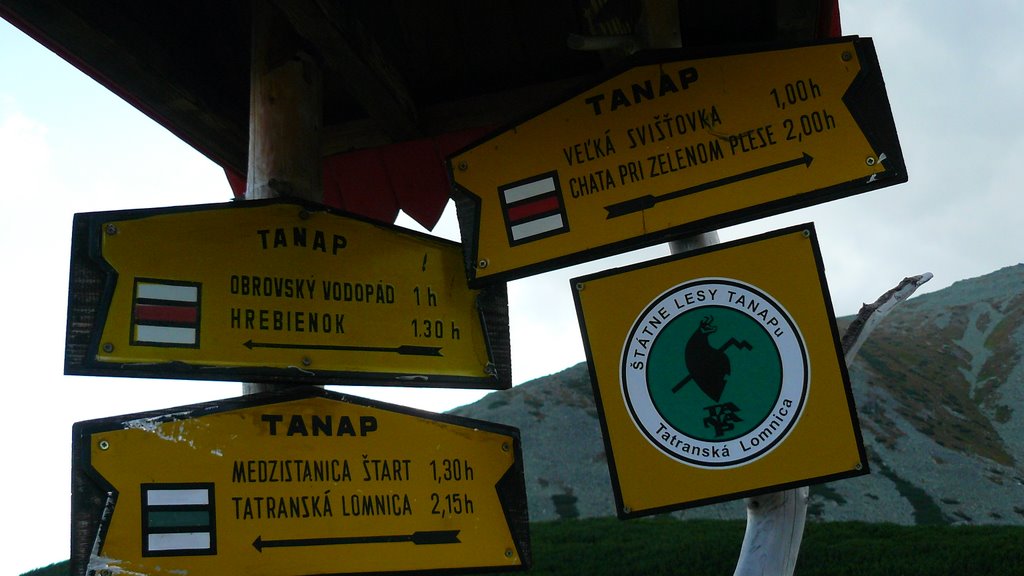 TANAP
VEĽKÁ SVIŠŤOVKA 1,00 h
CHATA PRI ZELENOM PLESE 2,00h
TANAP
OBROVSKÝ VODOPÁD 1 h
HREBIENOK 1.30 h
ŠTÁTNE LESY TANAPu
Tatranská Lomnica
TANAP
MEDZISTANICA ŠTART 1,30h
TATRANSKÁ LOMNICA 2,15h